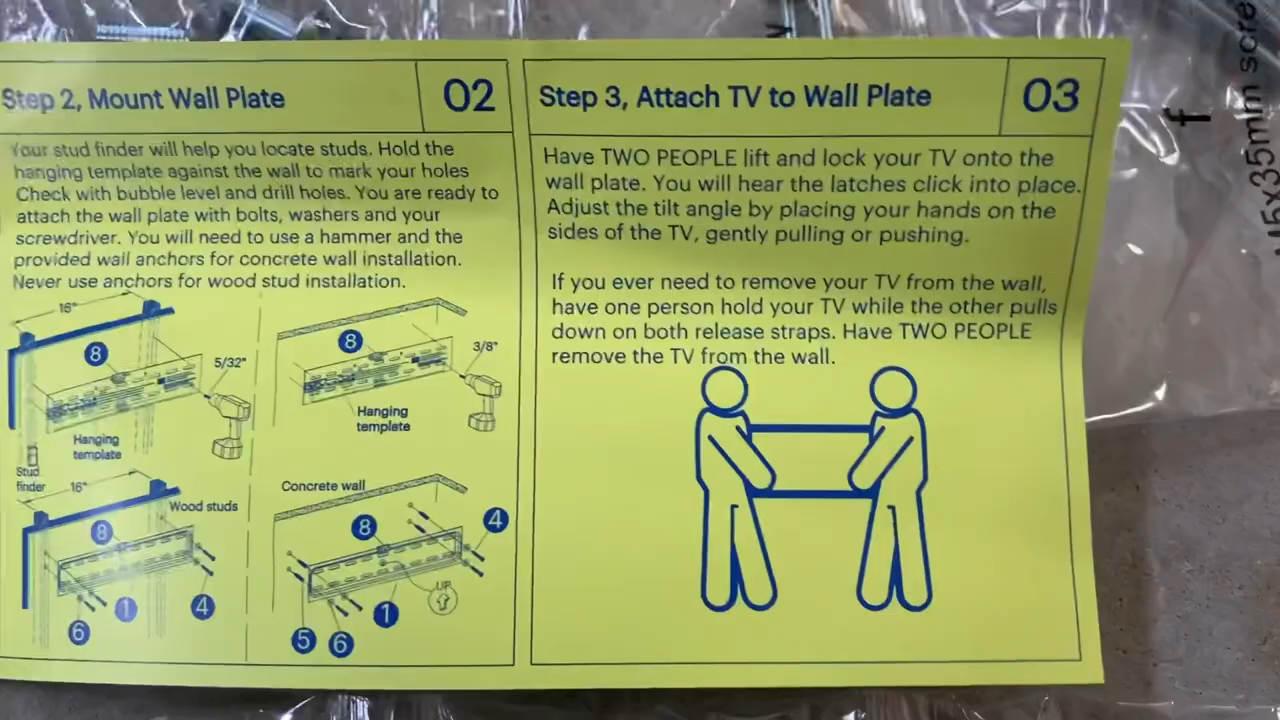 Step 2, Mount Wall Plate
02
Your stud finder will help you locate studs. Hold the
hanging template against the wall to mark your holes
Check with bubble level and drill holes. You are ready to
attach the wall plate with bolts, washers and your
screwdriver. You will need to use a hammer and the
provided wall anchors for concrete wall installation.
Never use anchors for wood stud installation.
16"
8
5/32"
Hanging
template
Stud
finder
8
3/8"
Hanging
template
16"
Wood studs
8
1
4
6
Concrete wall
8
4
UP
1
5
6
Step 3, Attach TV to Wall Plate
03
Have TWO PEOPLE lift and lock your TV onto the
wall plate. You will hear the latches click into place.
Adjust the tilt angle by placing your hands on the
sides of the TV, gently pulling or pushing.
If you ever need to remove your TV from the wall,
have one person hold your TV while the other pulls
down on both release straps. Have TWO PEOPLE
remove the TV from the wall.
f